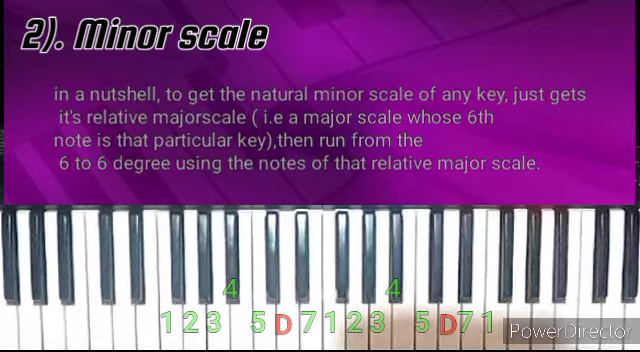 2). Minor scale
in a nutshell, to get the natural minor scale of any key, just gets
it's relative majorscale ( i.e a major scale whose 6th
note is that particular key),then run from the
6 to 6 degree using the notes of that relative major scale.
4 4
1 2 3 5 D 7 1 2 3 5 D 7 1
PowerDirector